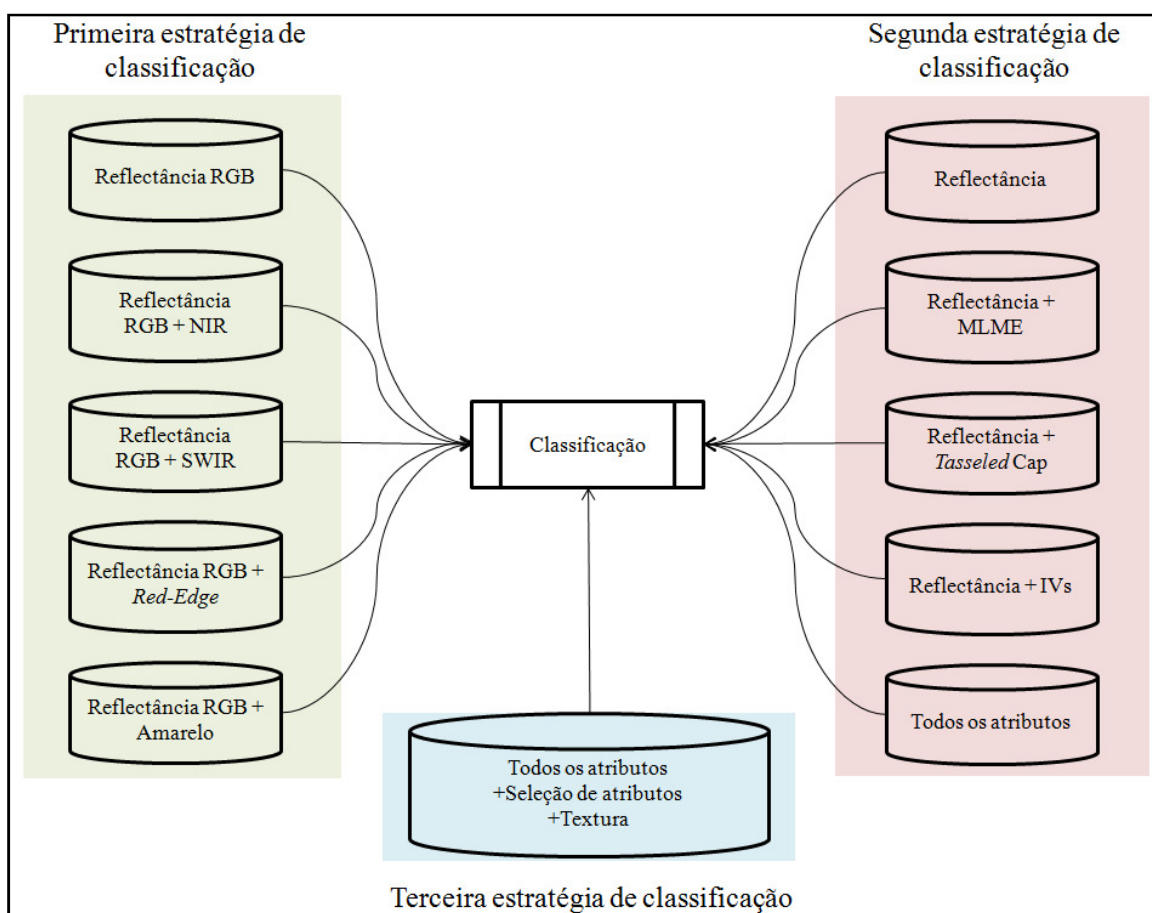 Primeira estratégia de
classificação
Reflectância RGB
Reflectância
RGB + NIR
Reflectância
RGB + SWIR
Reflectância RGB +
Red-Edge
Reflectância RGB +
Amarelo
Classificação
Segunda estratégia de
classificação
Reflectância
Reflectância +
MLME
Reflectância +
Tasseled Cap
Reflectância + IVs
Todos os atributos
Todos os atributos
+Seleção de atributos
+Textura
Terceira estratégia de classificação